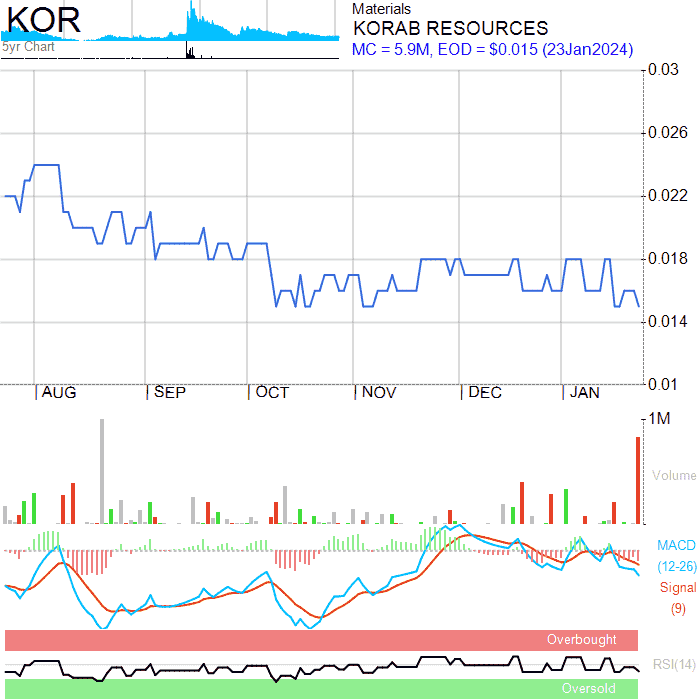 KOR
5yr Chart
Materials
KORAB RESOURCES
MC = 5.9M, EOD = $0.015 (23Jan2024)
0.03
0.026
0.022
0.018
0.014
0.01
AUG SEP OCT NOV DEC JAN
1M
Volume
MACD
(12-26)
Signal
(9)
Overbought
RSI(14)
Oversold